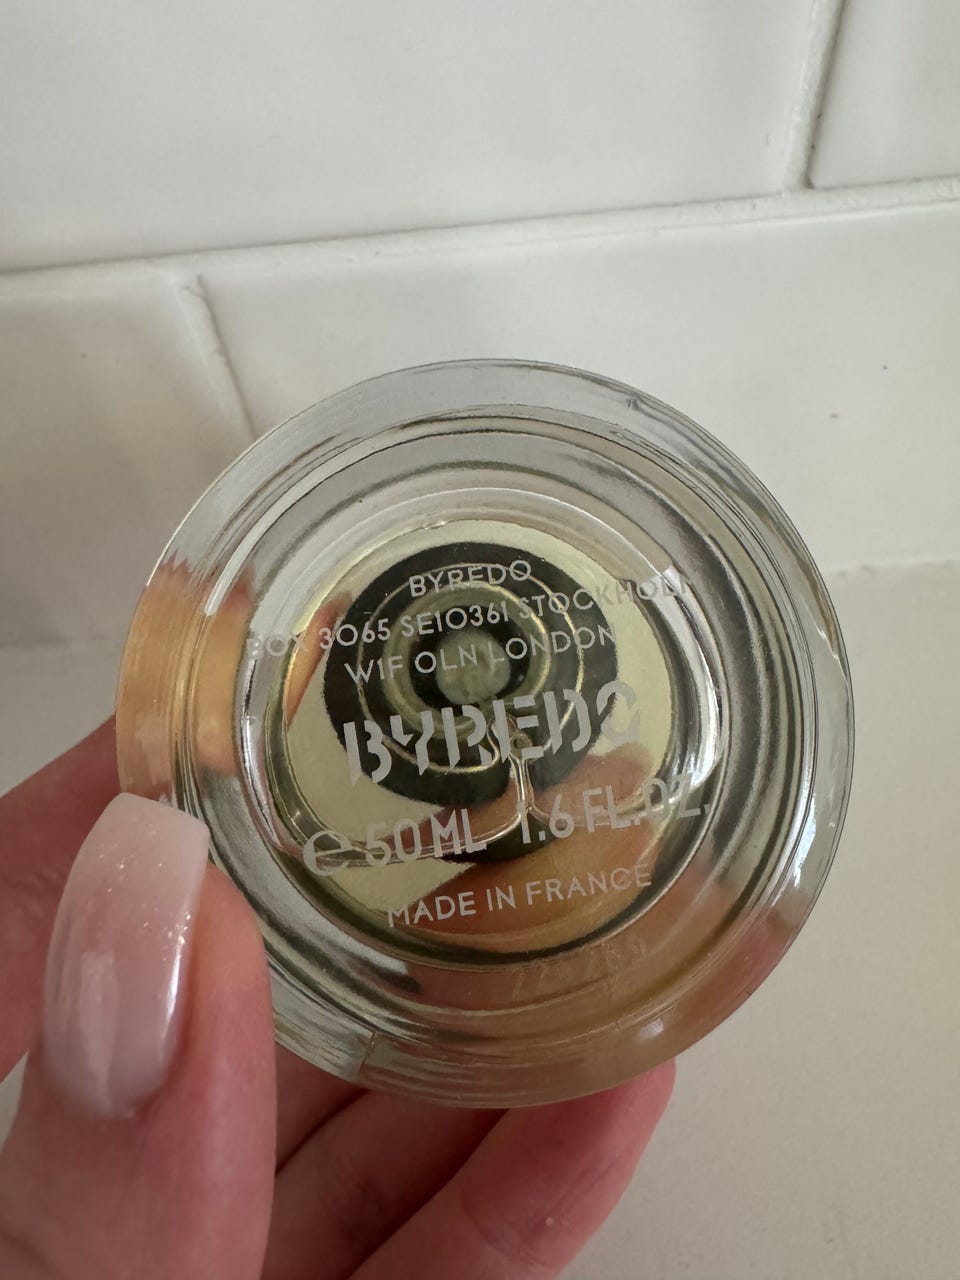 BYREDO
BOX 3065 SE10361 STOCKHOLM
W1F OLN LONDON
BYREDO
℮ 50 ML 1.6 FL.OZ.
MADE IN FRANCE